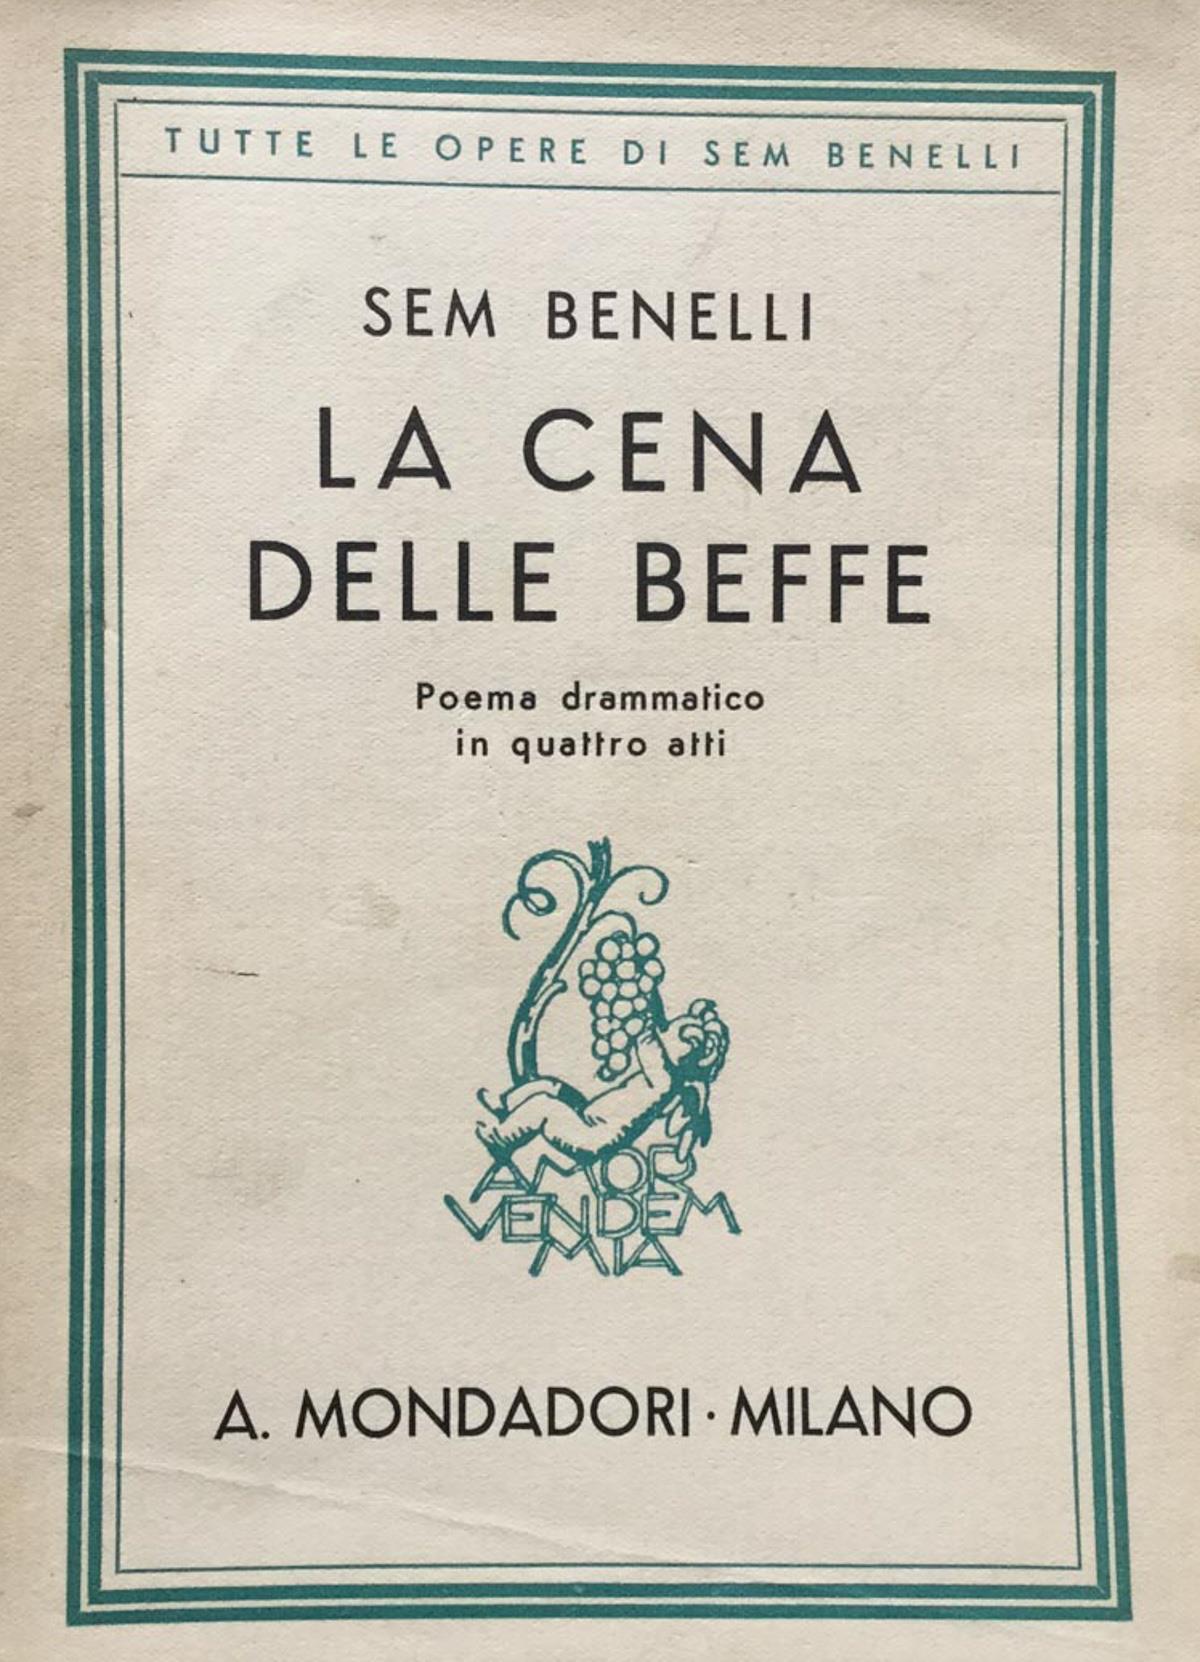 TUTTE LE OPERE DI SEM BENELLI
SEM BENELLI
LA CENA
DELLE BEFFE
Poema drammatico
in quattro atti
AMOR
VENDEM
MIA
A. MONDADORI · MILANO